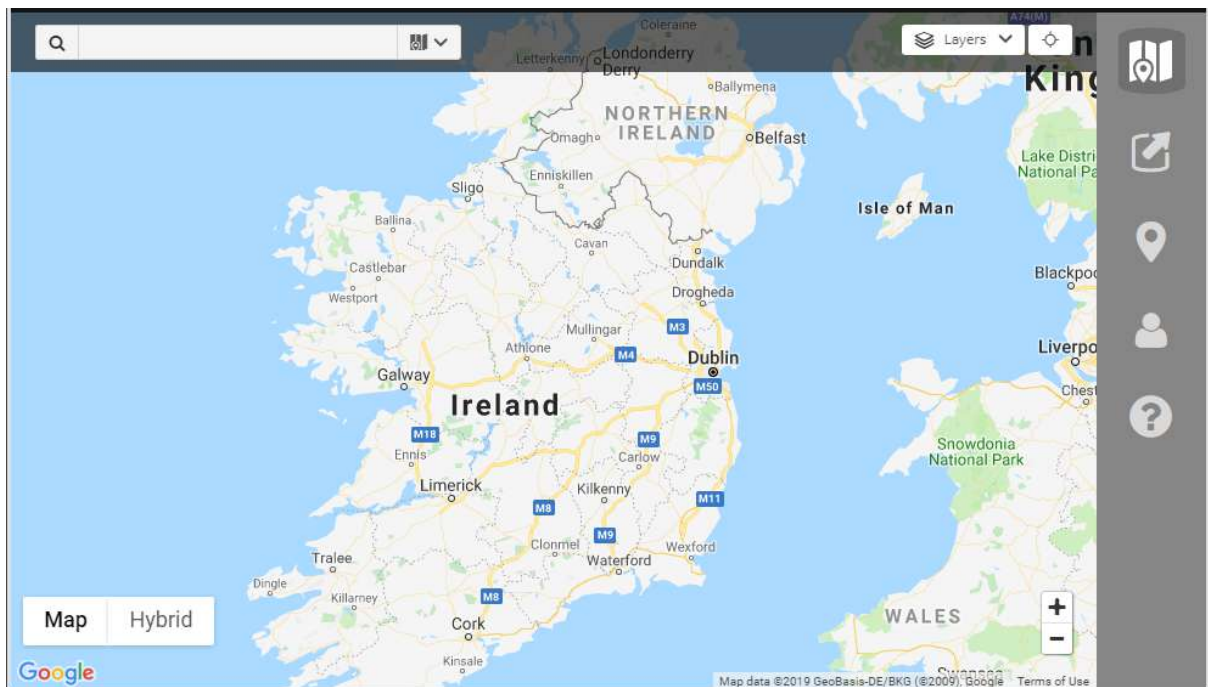 Coleraine
A74(M)
Layers
Letterkenny
Londonderry
Derry
Ballymena
King
NORTHERN
IRELAND
Omagh
Belfast
Enniskillen
Lake Distri
National Pa
Sligo
Isle of Man
Ballina
Cavan
Dundalk
Castlebar
Blackpoo
Westport
Drogheda
Mullingar
M3
Athlone
M4
Dublin
Liverpo
Galway
M50
Chest
Ireland
M18
M9
Snowdonia
National Park
Ennis
Carlow
Limerick
Kilkenny
M11
M8
M9
Clonmel
Wexford
Waterford
Tralee
Dingle
Killarney
M8
Map Hybrid
WALES
+
Cork
−
Kinsale
Google
Swansea
Map data ©2019 GeoBasis-DE/BKG (©2009), Google Terms of Use